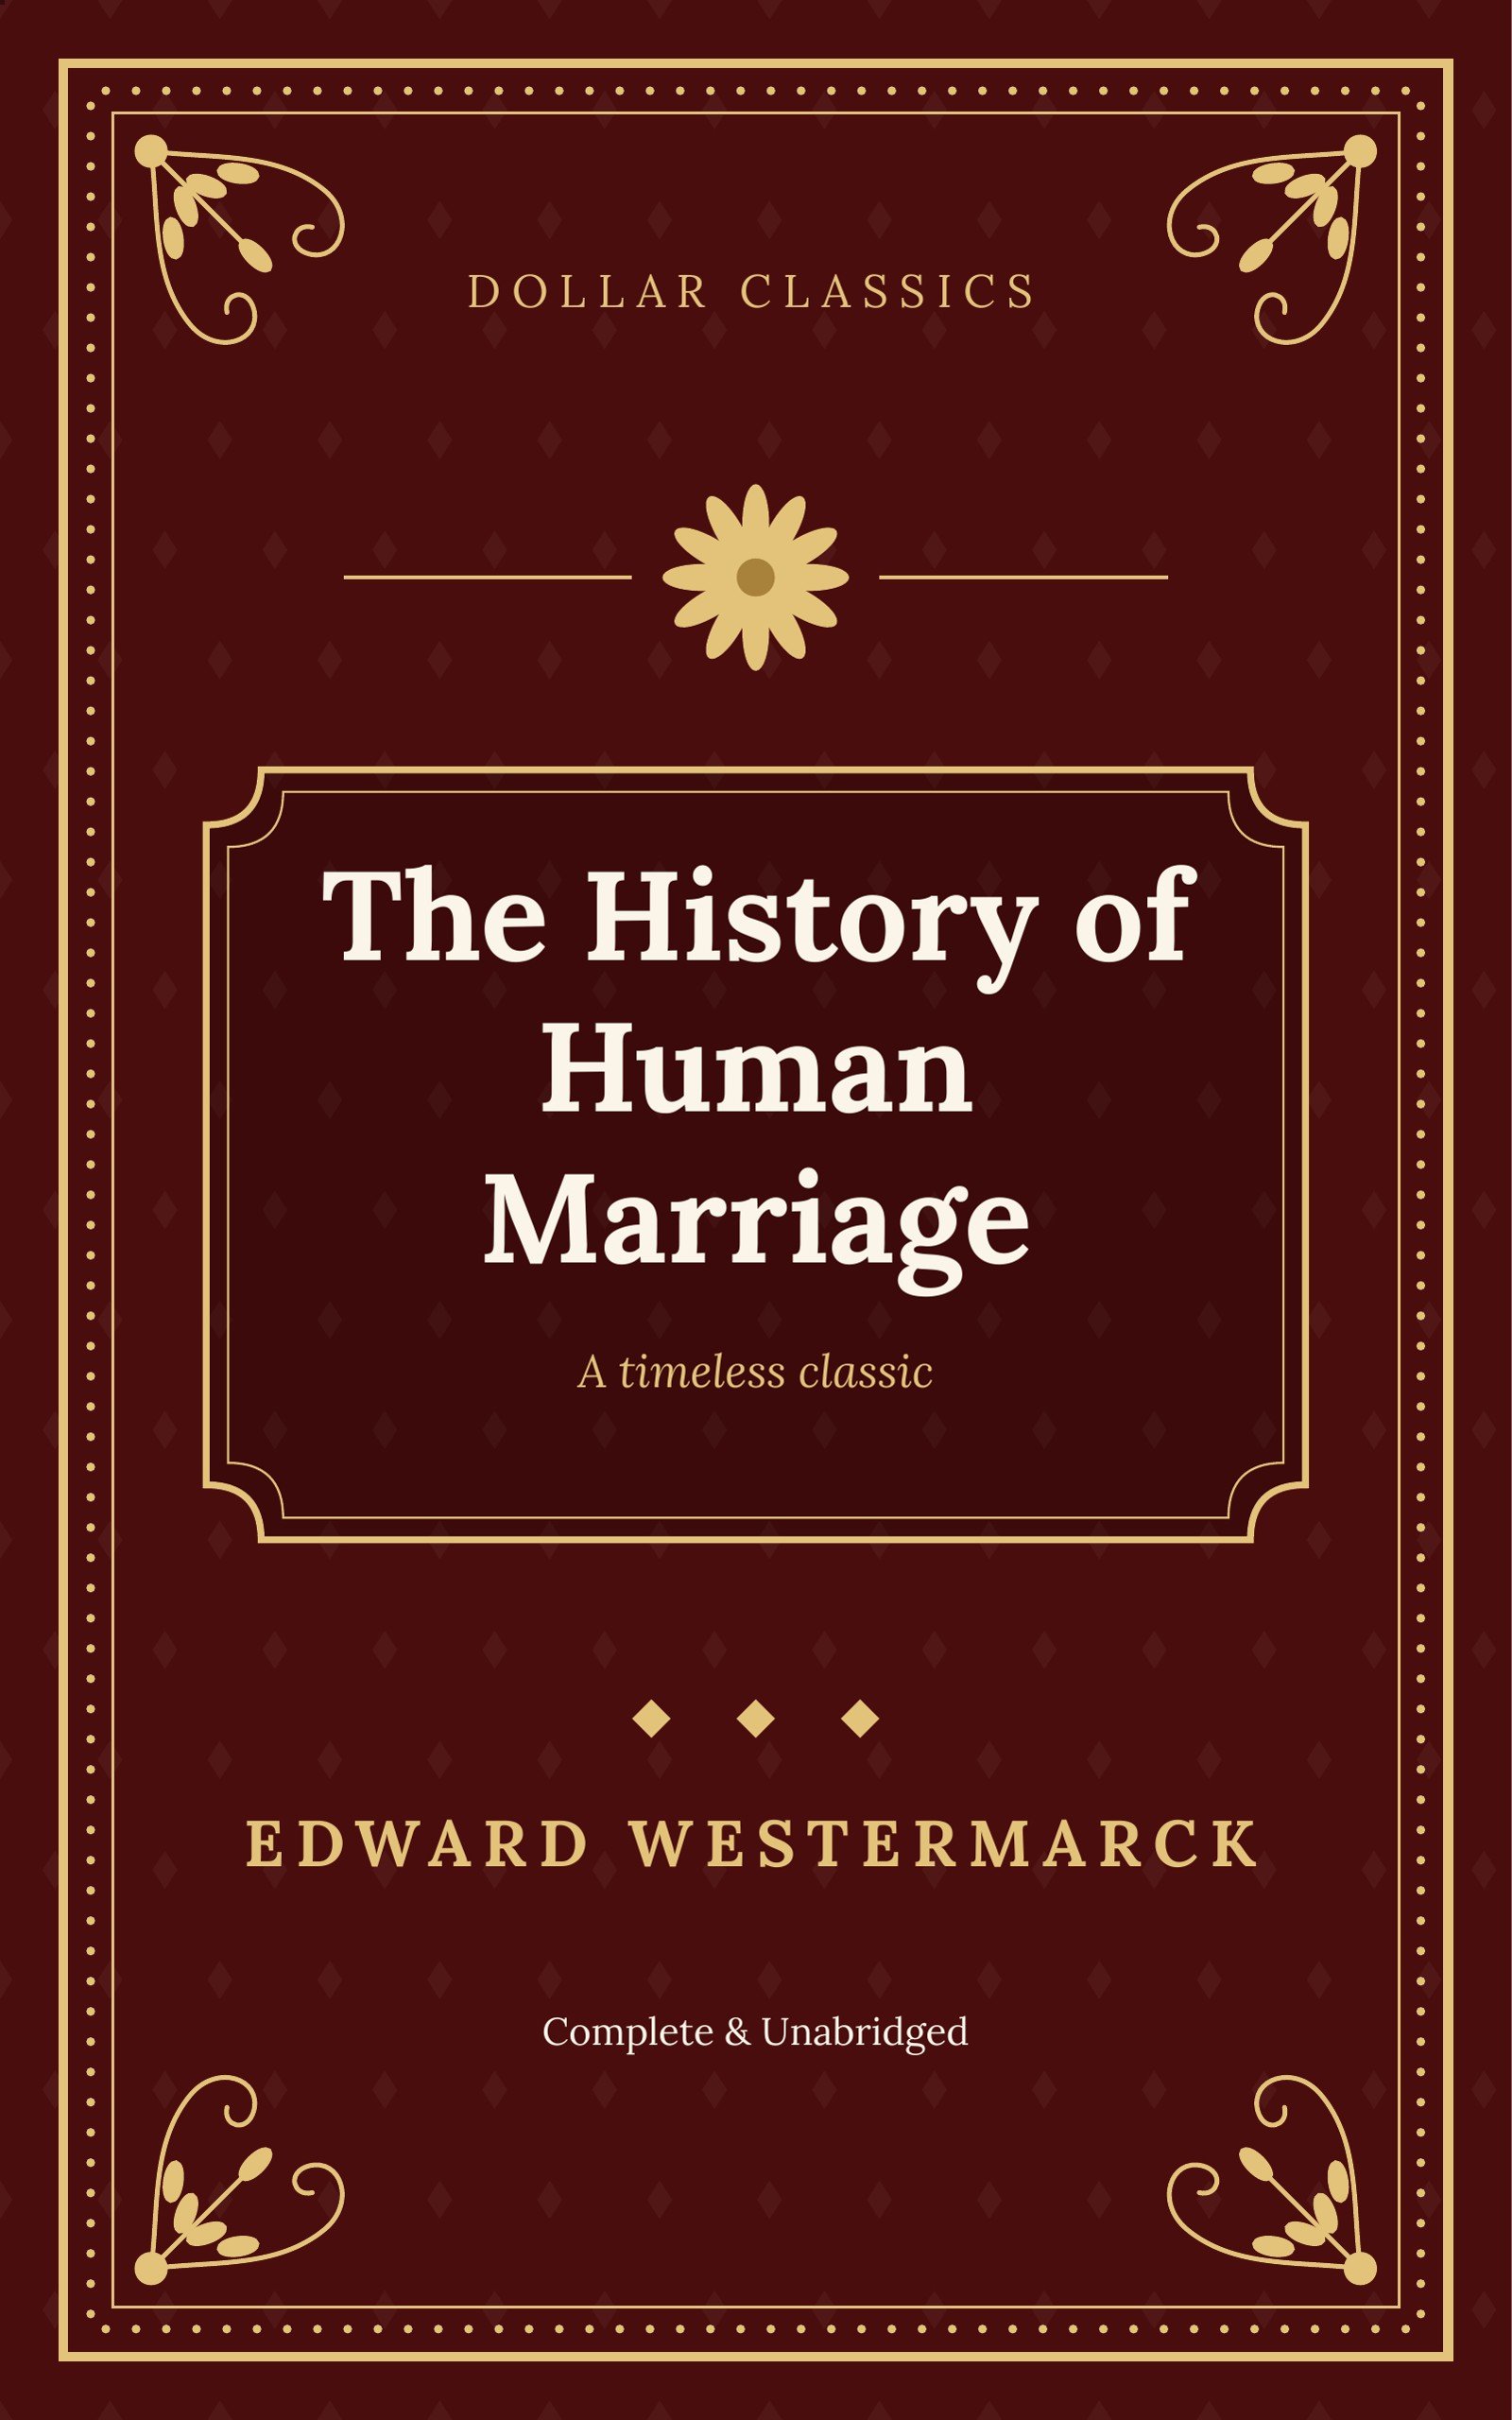 DOLLAR CLASSICS
The History of
Human
Marriage
A timeless classic
EDWARD WESTERMARCK
Complete & Unabridged